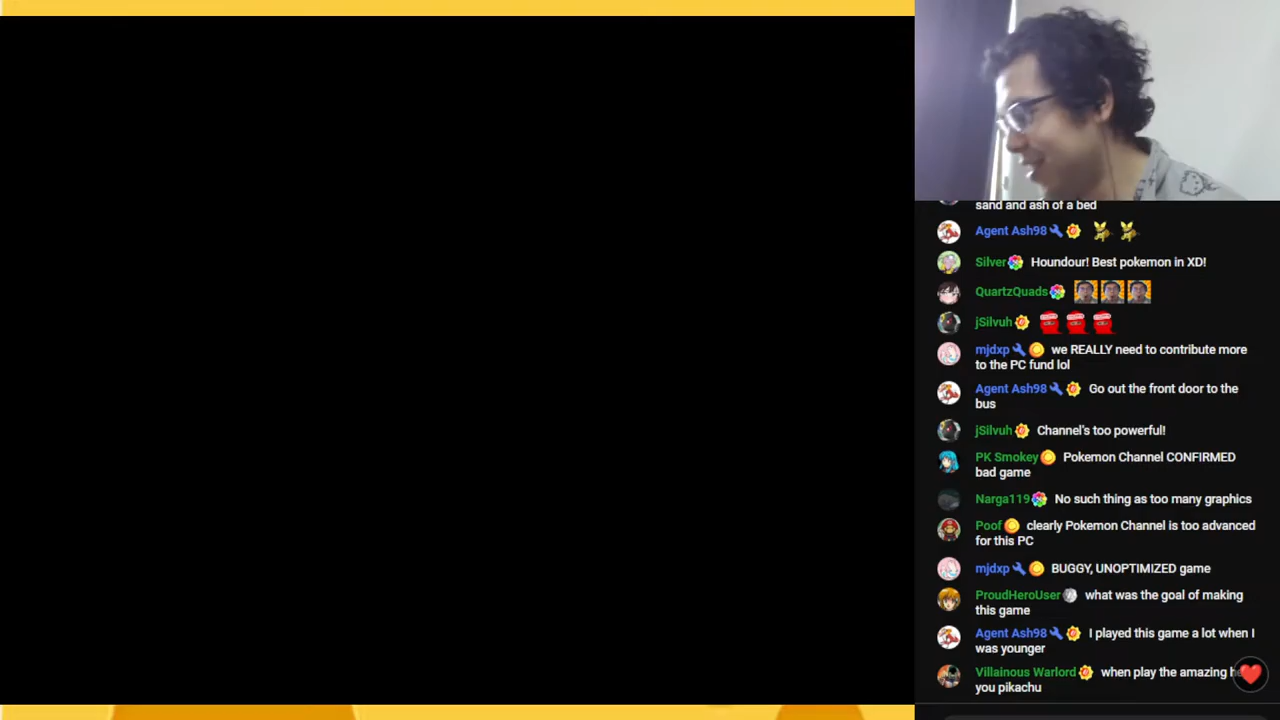 sand and ash of a bed
Agent Ash98
Silver Houndour! Best pokemon in XD!
QuartzQuads
jSilvuh
mjdxp we REALLY need to contribute more
to the PC fund lol
Agent Ash98 Go out the front door to the
bus
jSilvuh Channel's too powerful!
PK Smokey Pokemon Channel CONFIRMED
bad game
Narga119 No such thing as too many graphics
Poof clearly Pokemon Channel is too advanced
for this PC
mjdxp BUGGY, UNOPTIMIZED game
ProudHeroUser what was the goal of making
this game
Agent Ash98 I played this game a lot when I
was younger
Villainous Warlord when play the amazing
you pikachu